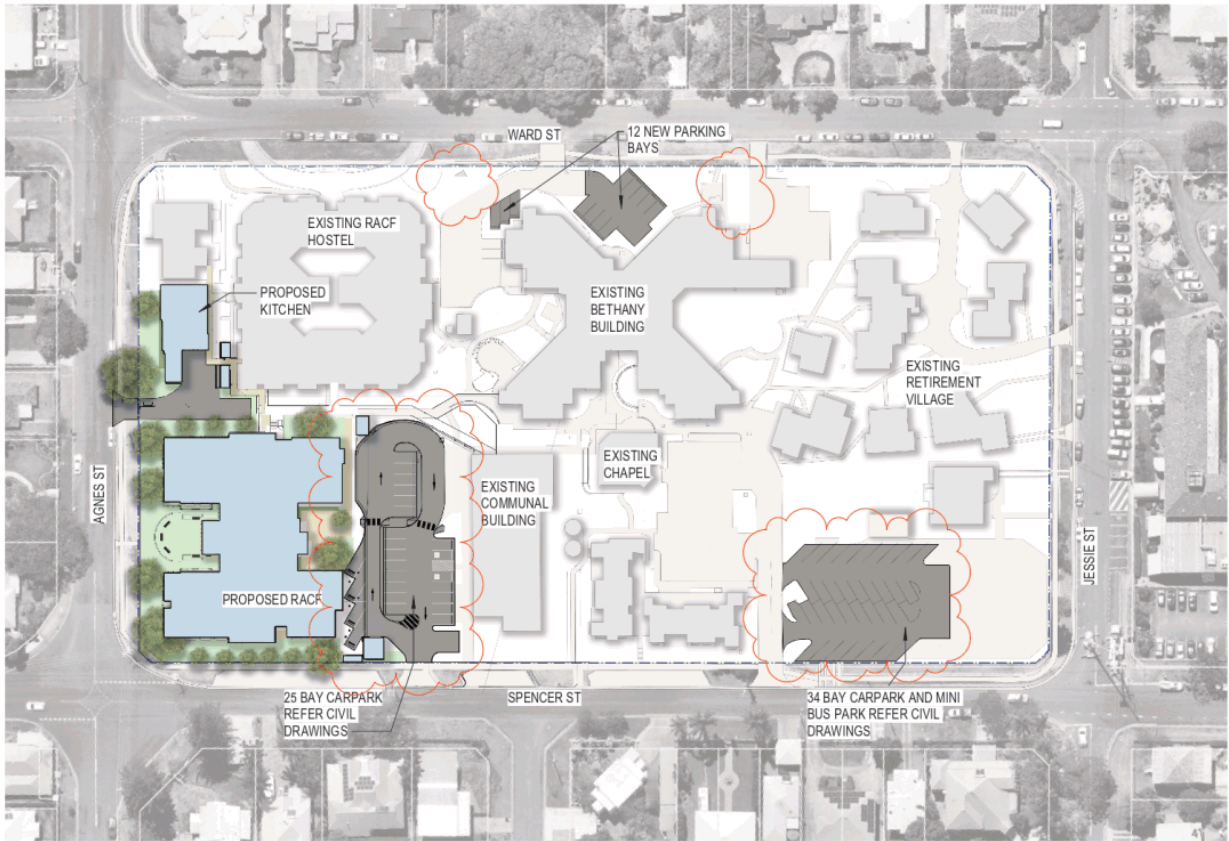 WARD ST
12 NEW PARKING
BAYS
EXISTING RACF
HOSTEL
PROPOSED
KITCHEN
EXISTING
BETHANY
BUILDING
EXISTING
RETIREMENT
VILLAGE
AGNES ST
EXISTING
COMMUNAL
BUILDING
EXISTING
CHAPEL
JESSIE ST
PROPOSED RACF
25 BAY CARPARK
REFER CIVIL
DRAWINGS
SPENCER ST
34 BAY CARPARK AND MINI
BUS PARK REFER CIVIL
DRAWINGS